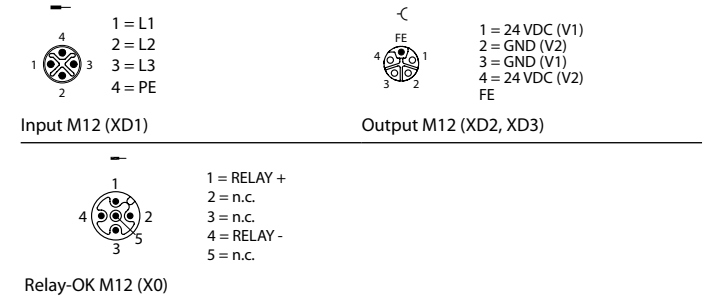 4
1
3
2
1 = L1
2 = L2
3 = L3
4 = PE
Input M12 (XD1)
FE
4
1
3
2
1 = 24 VDC (V1)
2 = GND (V2)
3 = GND (V1)
4 = 24 VDC (V2)
FE
Output M12 (XD2, XD3)
1
4
2
5
3
1 = RELAY +
2 = n.c.
3 = n.c.
4 = RELAY -
5 = n.c.
Relay-OK M12 (X0)